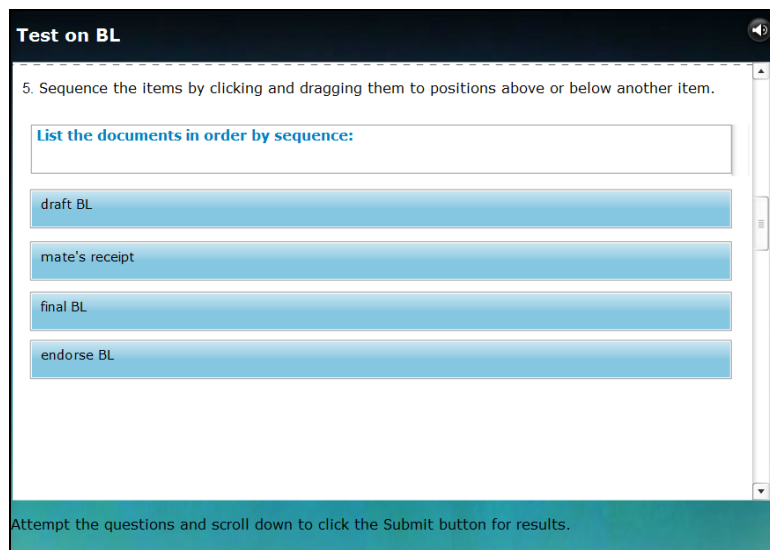 Test on BL
5. Sequence the items by clicking and dragging them to positions above or below another item.
List the documents in order by sequence:
draft BL
mate's receipt
final BL
endorse BL
Attempt the questions and scroll down to click the Submit button for results.